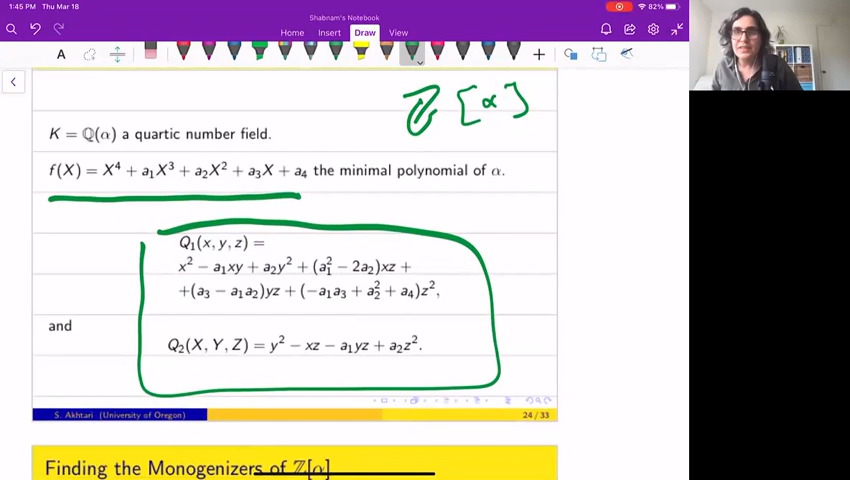 1:45 PM Thu Mar 18
82%
Shabnam's Notebook
Home Insert Draw View
A
ℤ [α]
K = ℚ(α) a quartic number field.
f(X) = X⁴ + a₁X³ + a₂X² + a₃X + a₄ the minimal polynomial of α.
Q₁(x, y, z) =
x² − a₁xy + a₂y² + (a₁² − 2a₂)xz +
+(a₃ − a₁a₂)yz + (−a₁a₃ + a₂² + a₄)z²,
and
Q₂(X, Y, Z) = y² − xz − a₁yz + a₂z².
S. Akhtari (University of Oregon)
24 / 33
Finding the Monogenizers of ℤ[α]